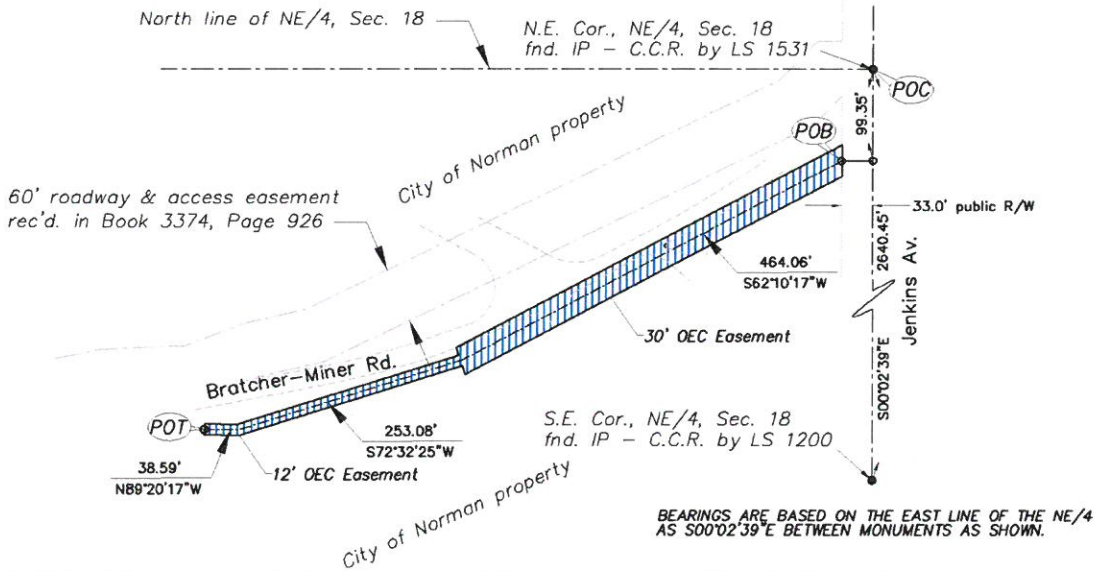 North line of NE/4, Sec. 18
N.E. Cor., NE/4, Sec. 18
fnd. IP – C.C.R. by LS 1531
POC
99.35'
City of Norman property
POB
60' roadway & access easement
rec'd. in Book 3374, Page 926
33.0' public R/W
2640.45'
Jenkins Av.
464.06'
S62°10'17"W
30' OEC Easement
S00°02'39"E
Bratcher–Miner Rd.
POT
253.08'
S72°32'25"W
S.E. Cor., NE/4, Sec. 18
fnd. IP – C.C.R. by LS 1200
38.59'
N89°20'17"W
12' OEC Easement
City of Norman property
BEARINGS ARE BASED ON THE EAST LINE OF THE NE/4
AS S00°02'39"E BETWEEN MONUMENTS AS SHOWN.